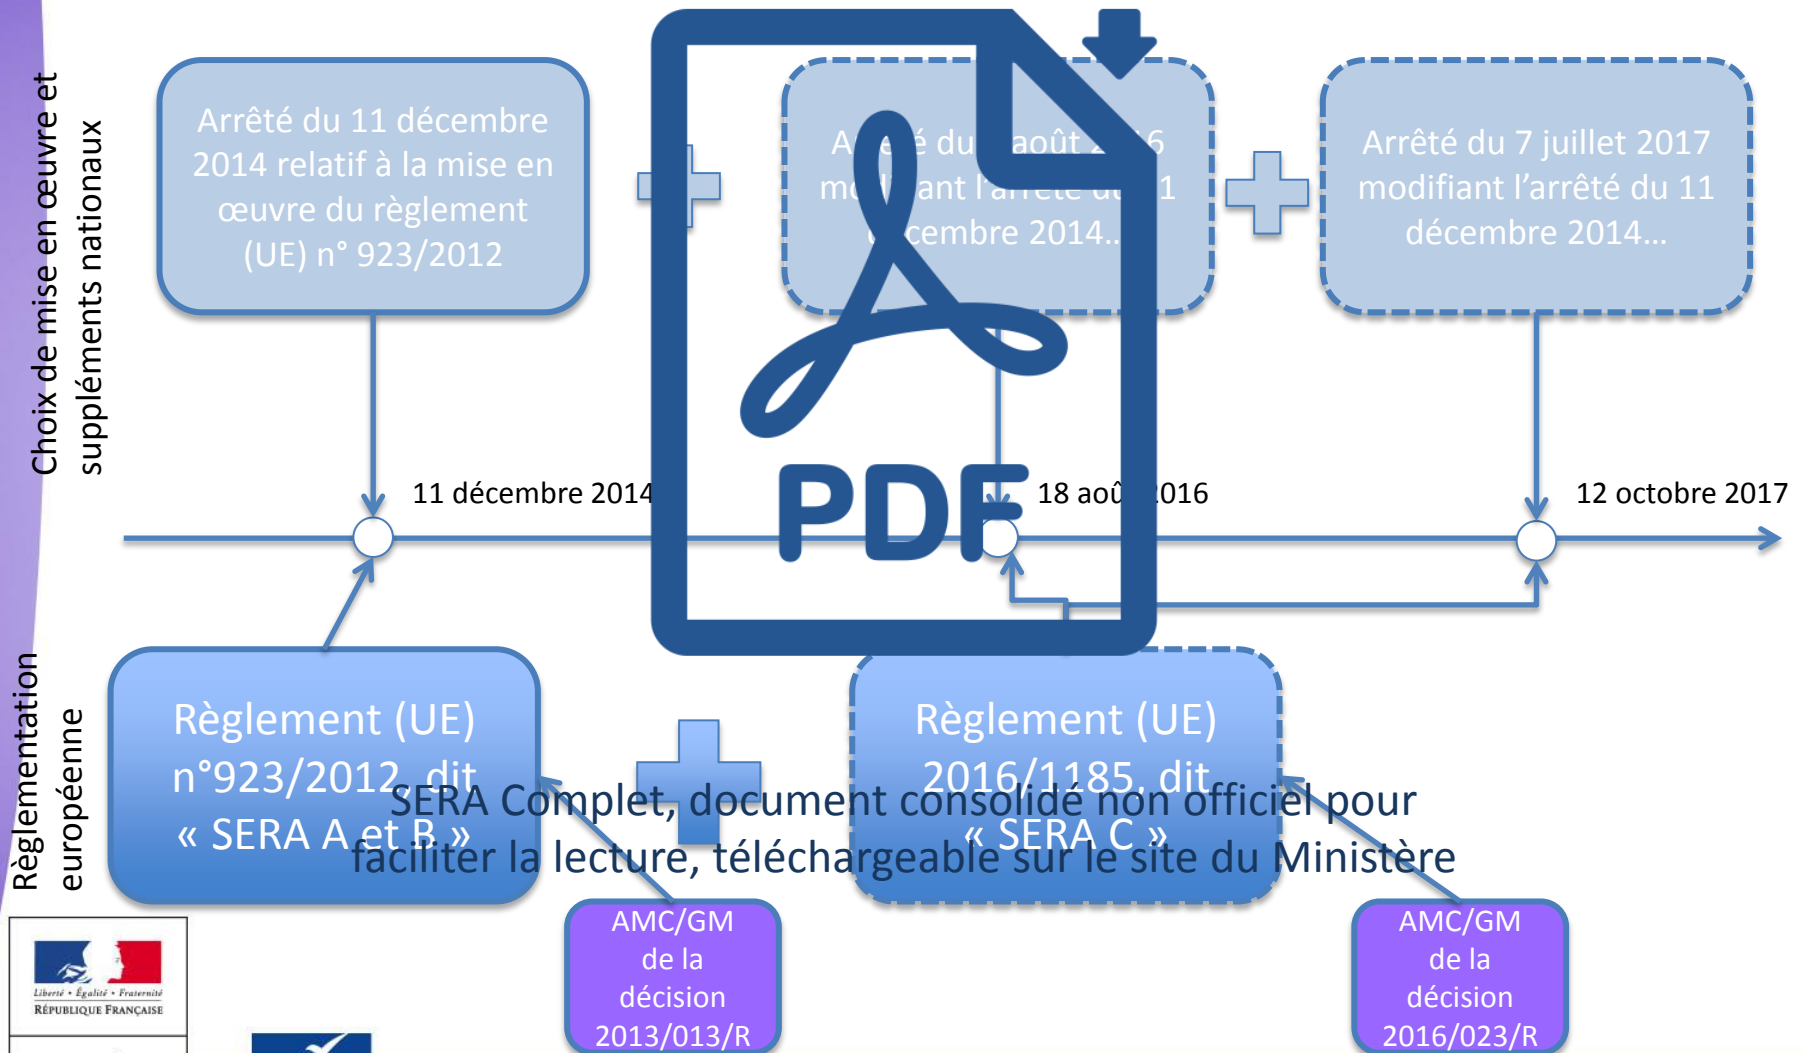 Choix de mise en œuvre et
suppléments nationaux
Arrêté du 11 décembre
2014 relatif à la mise en
œuvre du règlement
(UE) n° 923/2012
du août
l'arrêté du
décembre 2014…
Arrêté du 7 juillet 2017
modifiant l'arrêté du 11
décembre 2014…
PDF
11 décembre 2014
18 août 2016
12 octobre 2017
Règlementation
européenne
Règlement (UE)
n°923/2012, dit
« SERA A et B »
Règlement (UE)
2016/1185, dit
« SERA C »
SERA Complet, document consolidé non officiel pour
faciliter la lecture, téléchargeable sur le site du Ministère
AMC/GM
de la
décision
2013/013/R
AMC/GM
de la
décision
2016/023/R
Liberté • Égalité • Fraternité
RÉPUBLIQUE FRANÇAISE